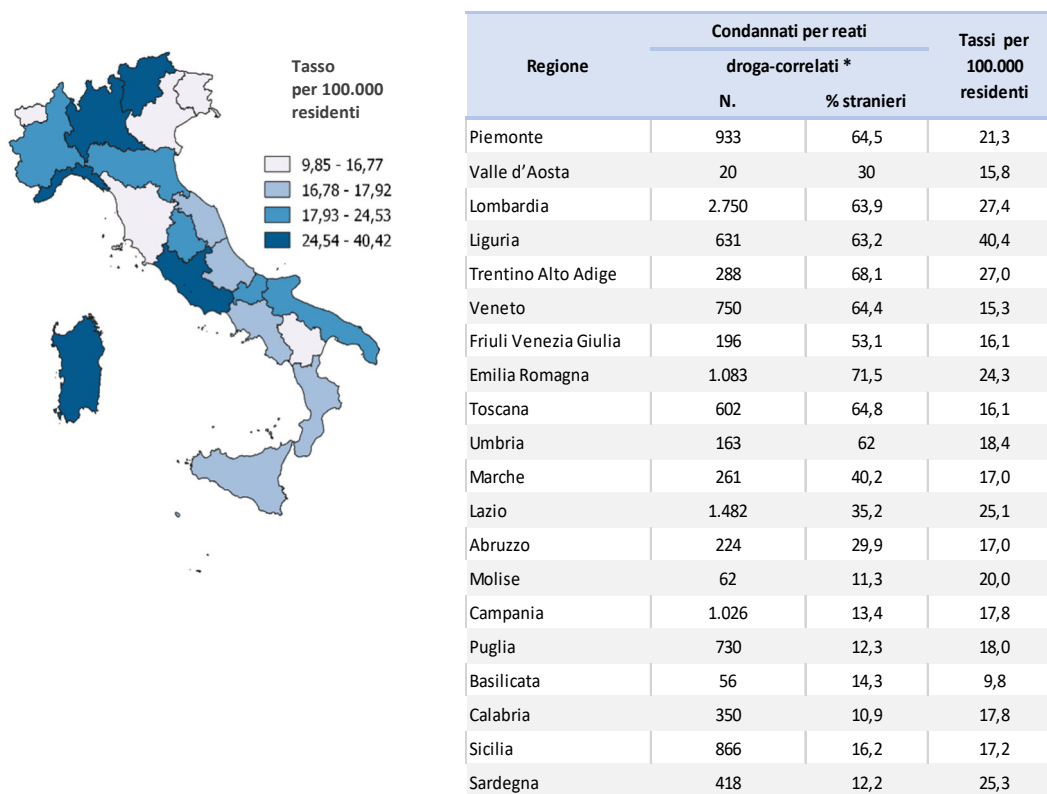 Tasso
per 100.000
residenti
9,85 - 16,77
16,78 - 17,92
17,93 - 24,53
24,54 - 40,42
Regione
Condannati per reati
droga-correlati *
Tassi per
100.000
residenti
N.
% stranieri
Piemonte 933 64,5 21,3
Valle d’Aosta 20 30 15,8
Lombardia 2.750 63,9 27,4
Liguria 631 63,2 40,4
Trentino Alto Adige 288 68,1 27,0
Veneto 750 64,4 15,3
Friuli Venezia Giulia 196 53,1 16,1
Emilia Romagna 1.083 71,5 24,3
Toscana 602 64,8 16,1
Umbria 163 62 18,4
Marche 261 40,2 17,0
Lazio 1.482 35,2 25,1
Abruzzo 224 29,9 17,0
Molise 62 11,3 20,0
Campania 1.026 13,4 17,8
Puglia 730 12,3 18,0
Basilicata 56 14,3 9,8
Calabria 350 10,9 17,8
Sicilia 866 16,2 17,2
Sardegna 418 12,2 25,3